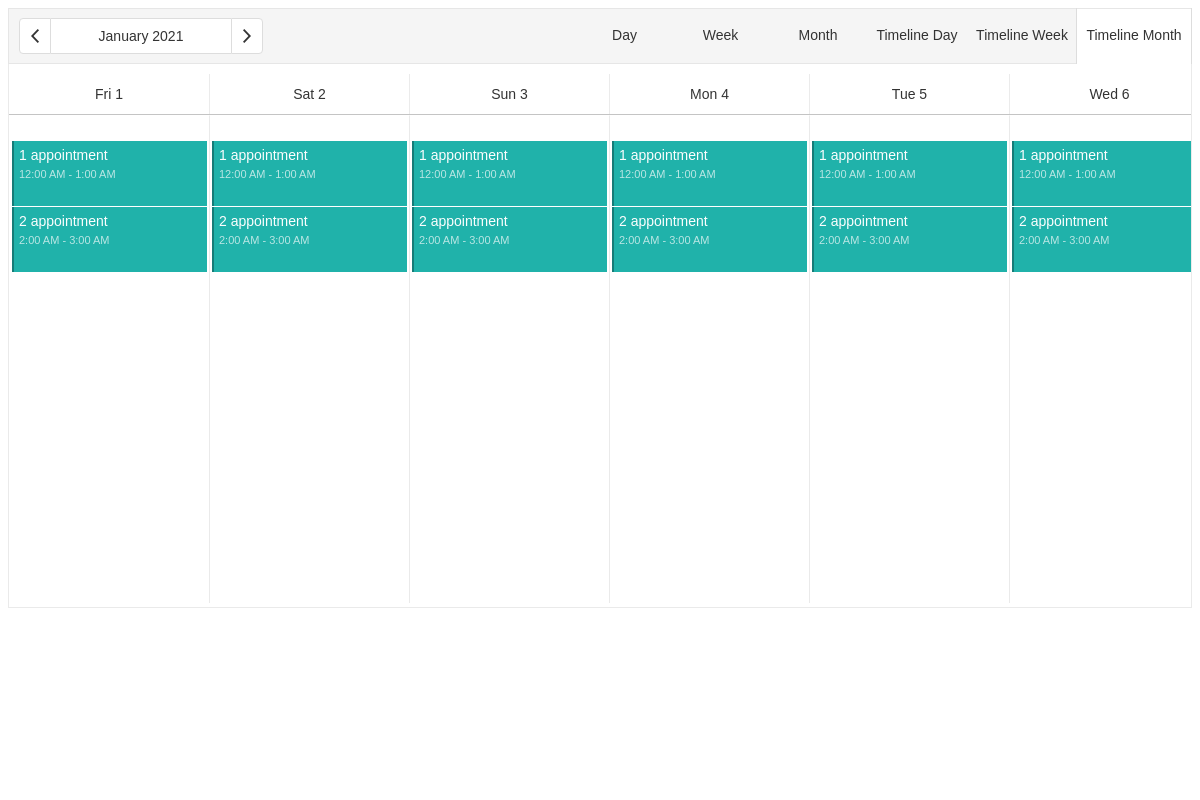 January 2021 Day Week Month Timeline Day Timeline Week Timeline Month
Fri 1 Sat 2 Sun 3 Mon 4 Tue 5 Wed 6
1 appointment 1 appointment 1 appointment 1 appointment 1 appointment 1 appointment
12:00 AM - 1:00 AM 12:00 AM - 1:00 AM 12:00 AM - 1:00 AM 12:00 AM - 1:00 AM 12:00 AM - 1:00 AM 12:00 AM - 1:00 AM
2 appointment 2 appointment 2 appointment 2 appointment 2 appointment 2 appointment
2:00 AM - 3:00 AM 2:00 AM - 3:00 AM 2:00 AM - 3:00 AM 2:00 AM - 3:00 AM 2:00 AM - 3:00 AM 2:00 AM - 3:00 AM